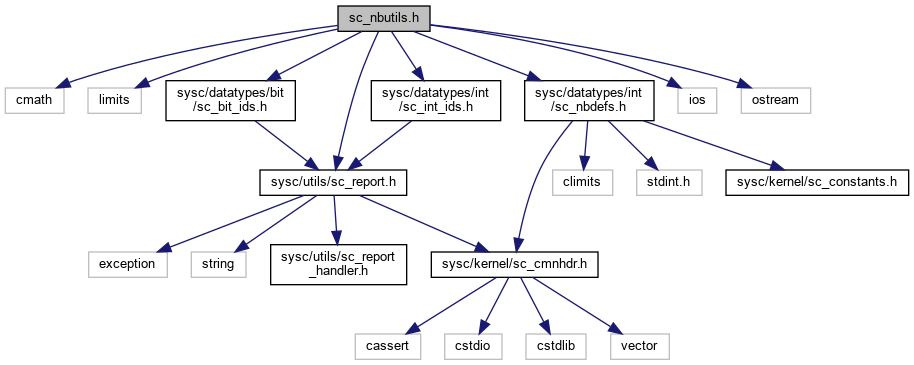 sc_nbutils.h
cmath
limits
sysc/datatypes/bit
/sc_bit_ids.h
sysc/datatypes/int
/sc_int_ids.h
sysc/datatypes/int
/sc_nbdefs.h
ios
ostream
sysc/utils/sc_report.h
climits
stdint.h
sysc/kernel/sc_constants.h
exception
string
sysc/utils/sc_report
_handler.h
sysc/kernel/sc_cmnhdr.h
cassert
cstdio
cstdlib
vector